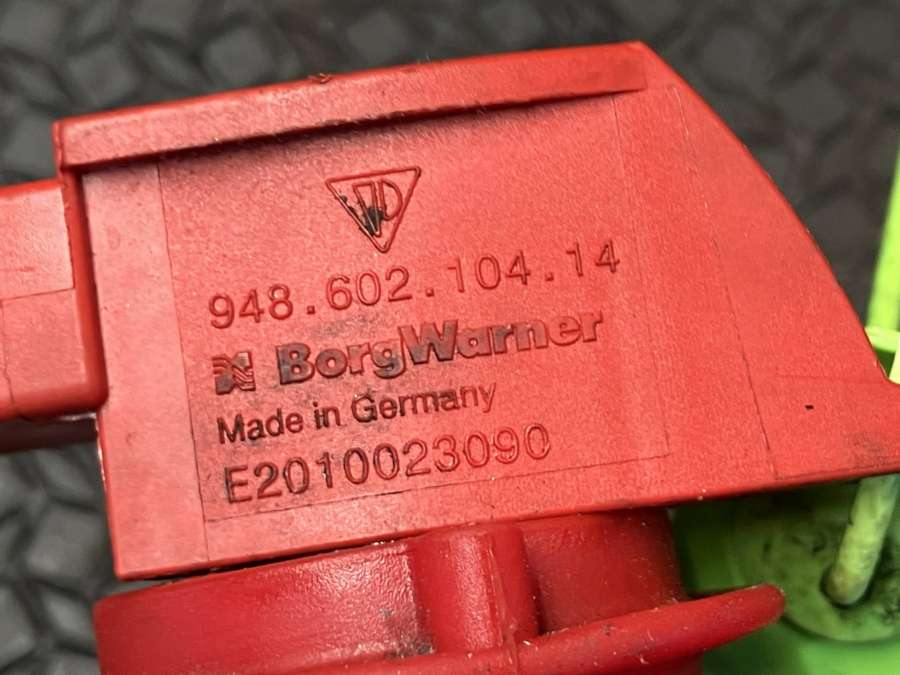 948.602.104.14
BorgWarner
Made in Germany
E2010023090